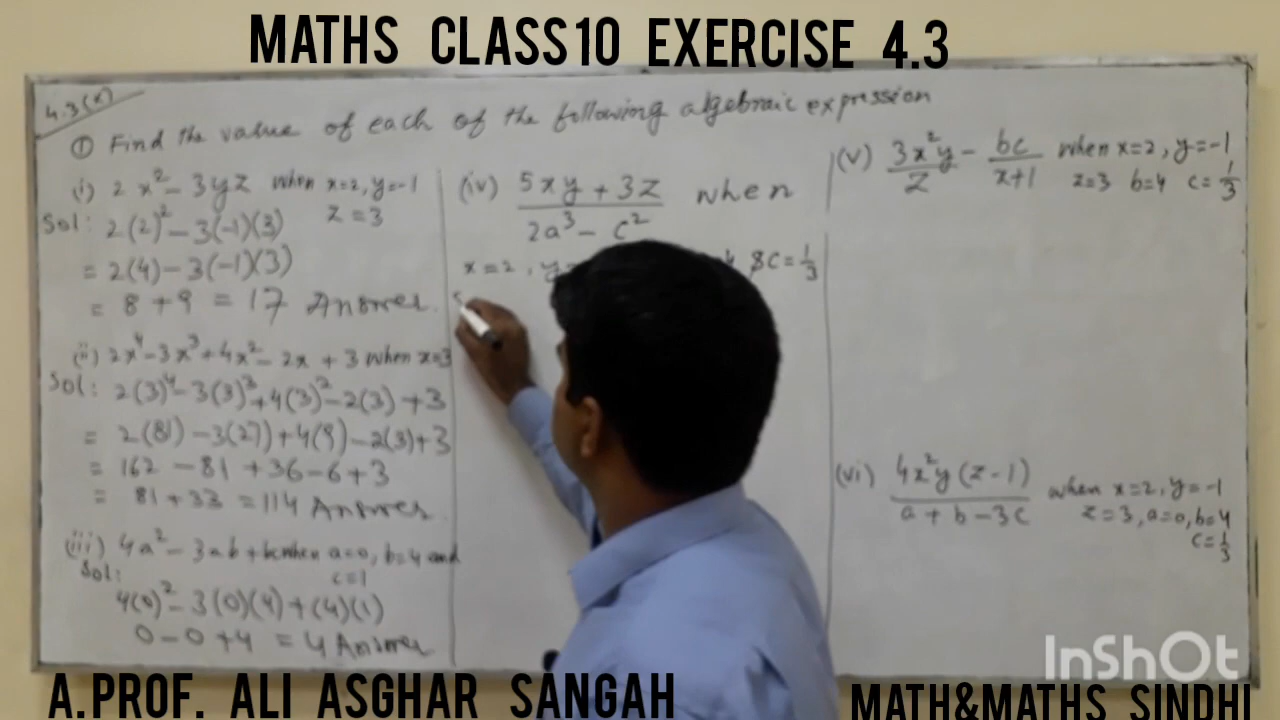 MATHS CLASS 10 EXERCISE 4.3
① Find the value of each of the following algebraic expression
(i) 2x² - 3yz when x=2, y=-1
z=3
Sol: 2(2)² - 3(-1)(3)
= 2(4) - 3(-1)(3)
= 8 + 9 = 17 Answer.
(ii) 2x⁴ - 3x³ + 4x² - 2x + 3 when x=3
Sol: 2(3)⁴ - 3(3)³ + 4(3)² - 2(3) + 3
= 2(81) - 3(27) + 4(9) - 2(3) + 3
= 162 - 81 + 36 - 6 + 3
= 81 + 33 = 114 Answer
(iii) 4a² - 3ab + bc when a=0, b=4 and
c=1
Sol:
4(0)² - 3(0)(4) + (4)(1)
0 - 0 + 4 = 4 Answer
(iv) 5xy + 3z when
2a³ - c²
x=2, y= c=1/3
(v) 3x²y/z - bc/x+1 when x=2, y=-1
z=3 b=4 c=1/3
(vi) 4x²y(z-1) when x=2, y=-1
a + b - 3c z=3, a=0, b=4
c=1/3
InShOt
A.PROF. ALI ASGHAR SANGAH
MATH&MATHS SINDHI